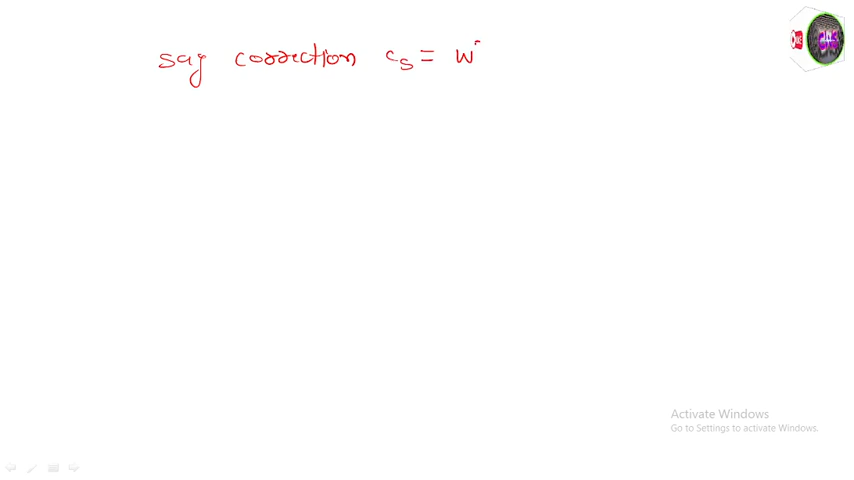 sag correction cs = w
Activate Windows
Go to Settings to activate Windows.